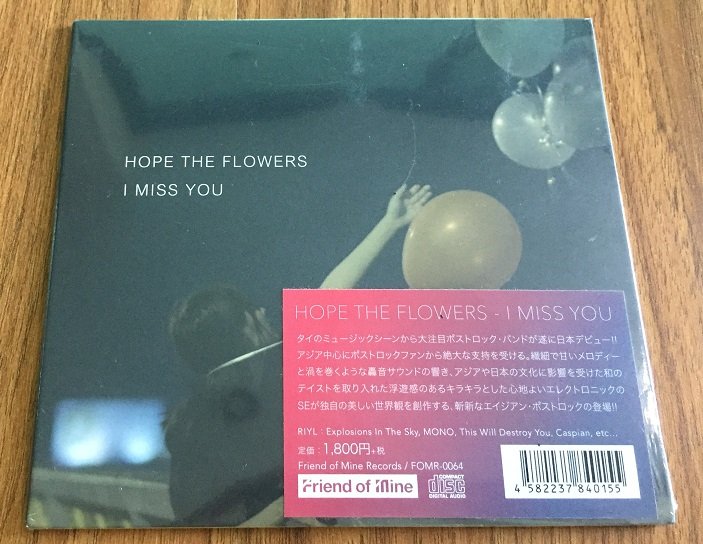 HOPE THE FLOWERS
I MISS YOU
HOPE THE FLOWERS - I MISS YOU
タイのミュージックシーンから大注目ポストロック・バンドが遂に日本デビュー!!
アジア中心にポストロックファンから絶大な支持を受ける。繊細で甘いメロディー
と渦を巻くような轟音サウンドの響き、アジアや日本の文化に影響を受けた和の
テイストを取り入れた浮遊感のあるキラキラとした心地よいエレクトロニックの
SEが独自の美しい世界観を創作する、斬新なエイジアン・ポストロックの登場!!
RIYL : Explosions In The Sky, MONO, This Will Destroy You, Caspian, etc...
定価 : 1,800円+税
Friend of Mine Records / FOMR-0064
Friend of Mine
COMPACT
disc
DIGITAL AUDIO
4 582237 840155